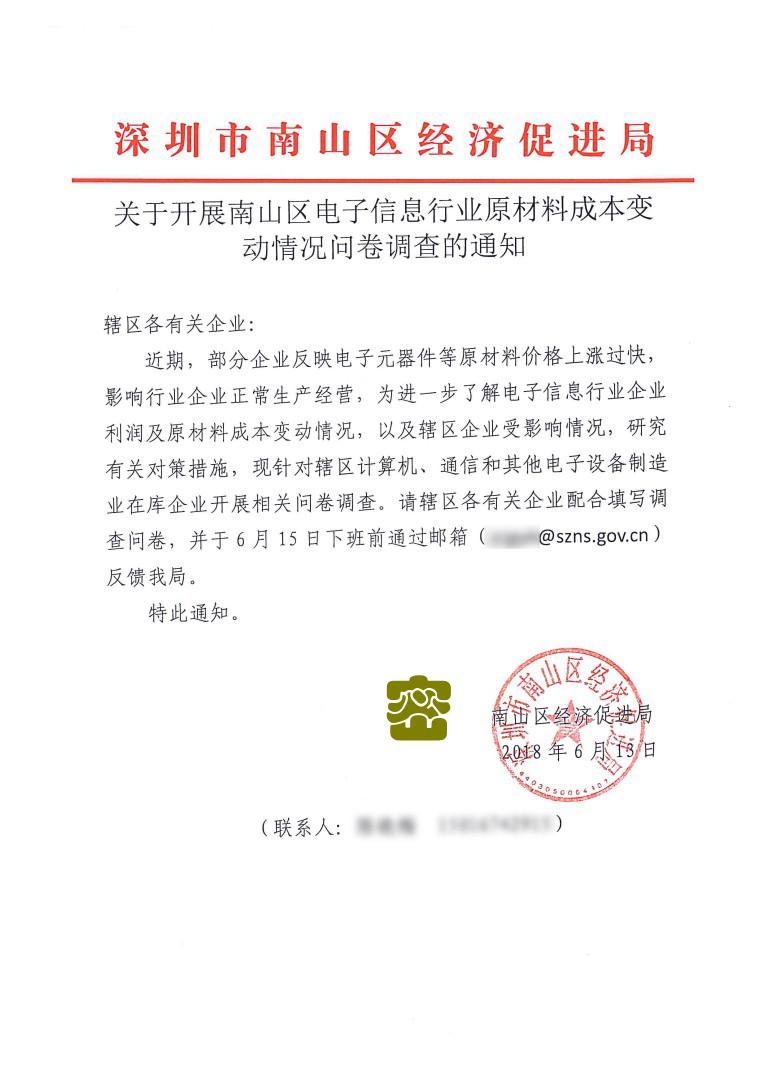 深圳市南山区经济促进局
关于开展南山区电子信息行业原材料成本变
动情况问卷调查的通知
辖区各有关企业：
近期，部分企业反映电子元器件等原材料价格上涨过快，
影响行业企业正常生产经营，为进一步了解电子信息行业企业
利润及原材料成本变动情况，以及辖区企业受影响情况，研究
有关对策措施，现针对辖区计算机、通信和其他电子设备制造
业在库企业开展相关问卷调查。请辖区各有关企业配合填写调
查问卷，并于6月15日下班前通过邮箱（@szns.gov.cn）
反馈我局。
特此通知。
深圳市南山区经济促进局
南山区经济促进局
2018年6月13日
（联系人：）